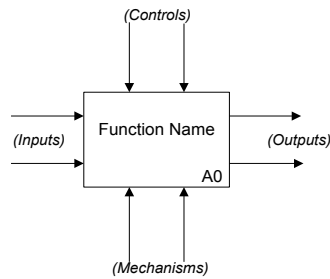 (Controls)
Function Name
(Inputs)
(Outputs)
A0
(Mechanisms)